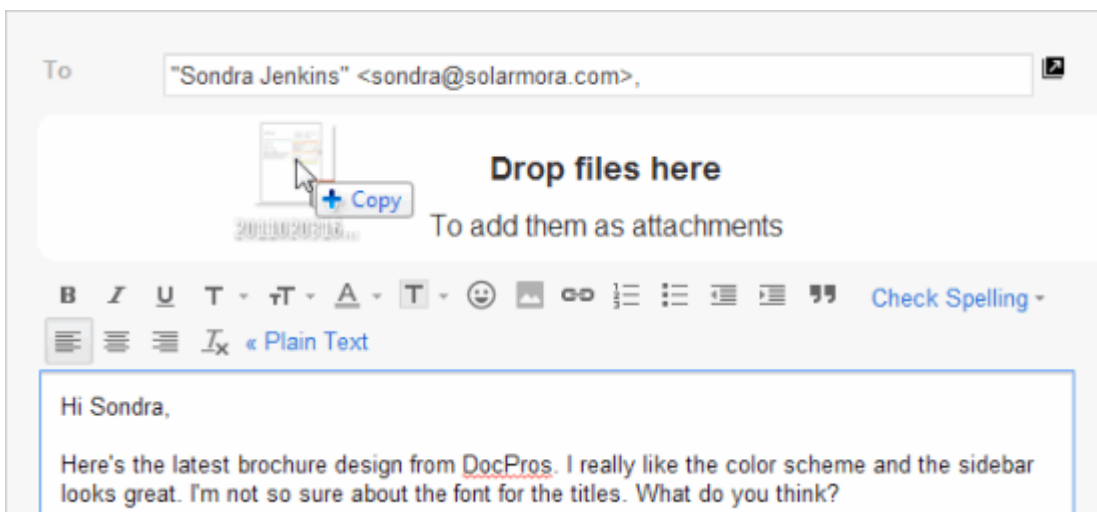 To "Sondra Jenkins" <sondra@solarmora.com>,
Drop files here
Copy
To add them as attachments
B I U T T A T Check Spelling
« Plain Text
Hi Sondra,
Here's the latest brochure design from DocPros. I really like the color scheme and the sidebar
looks great. I'm not so sure about the font for the titles. What do you think?